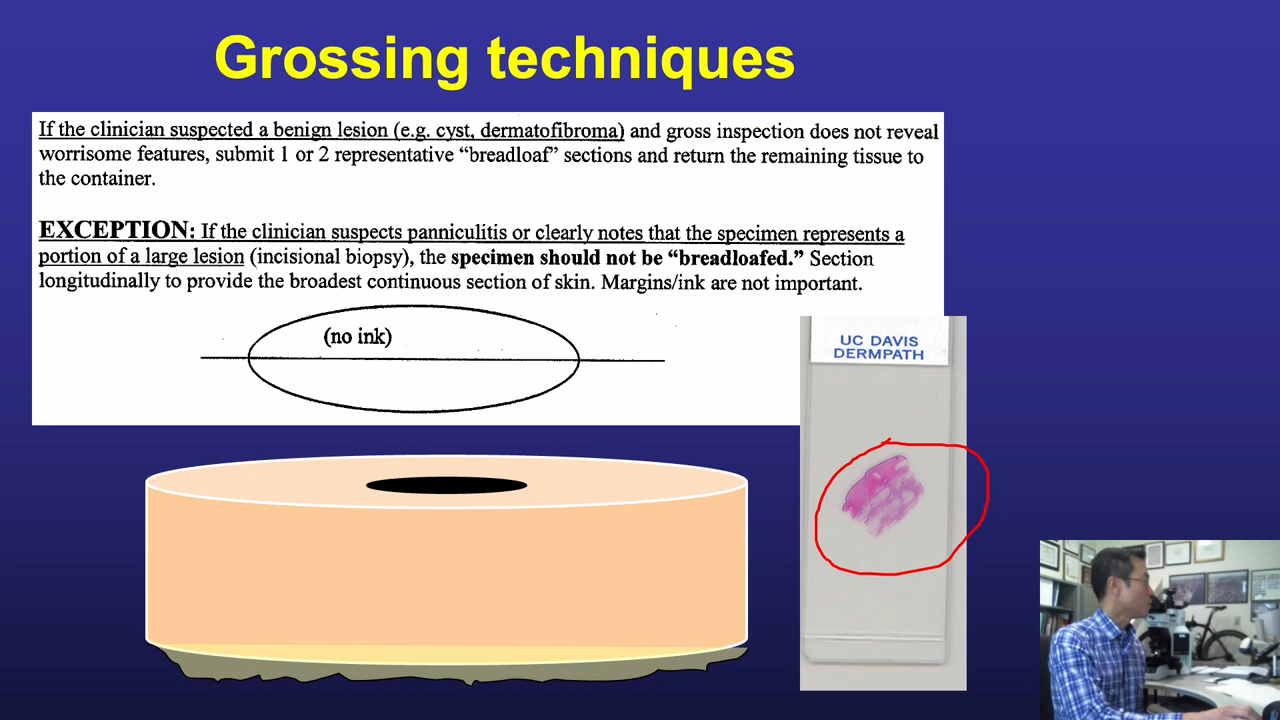 Grossing techniques
If the clinician suspected a benign lesion (e.g. cyst, dermatofibroma) and gross inspection does not reveal
worrisome features, submit 1 or 2 representative “breadloaf” sections and return the remaining tissue to
the container.
EXCEPTION: If the clinician suspects panniculitis or clearly notes that the specimen represents a
portion of a large lesion (incisional biopsy), the specimen should not be “breadloafed.” Section
longitudinally to provide the broadest continuous section of skin. Margins/ink are not important.
(no ink)
UC DAVIS
DERMPATH